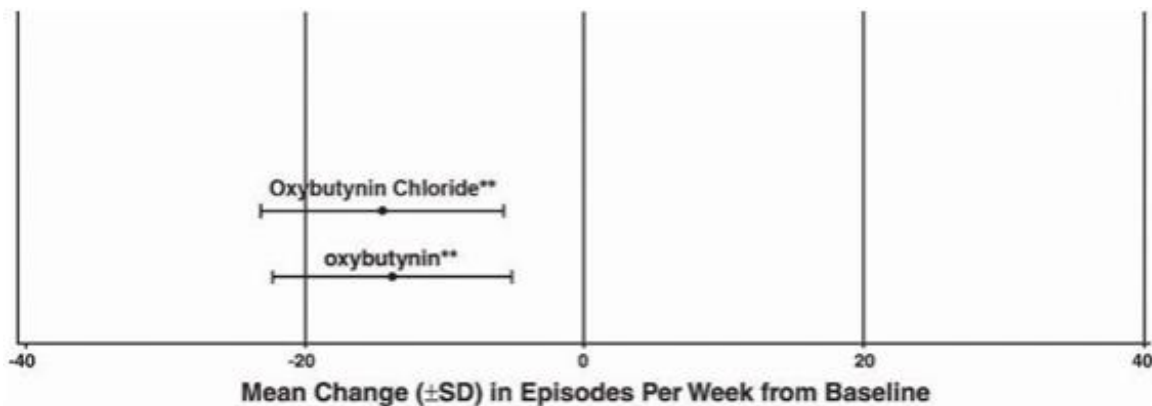 Oxybutynin Chloride**
oxybutynin**
-40 -20 0 20 40
Mean Change (±SD) in Episodes Per Week from Baseline